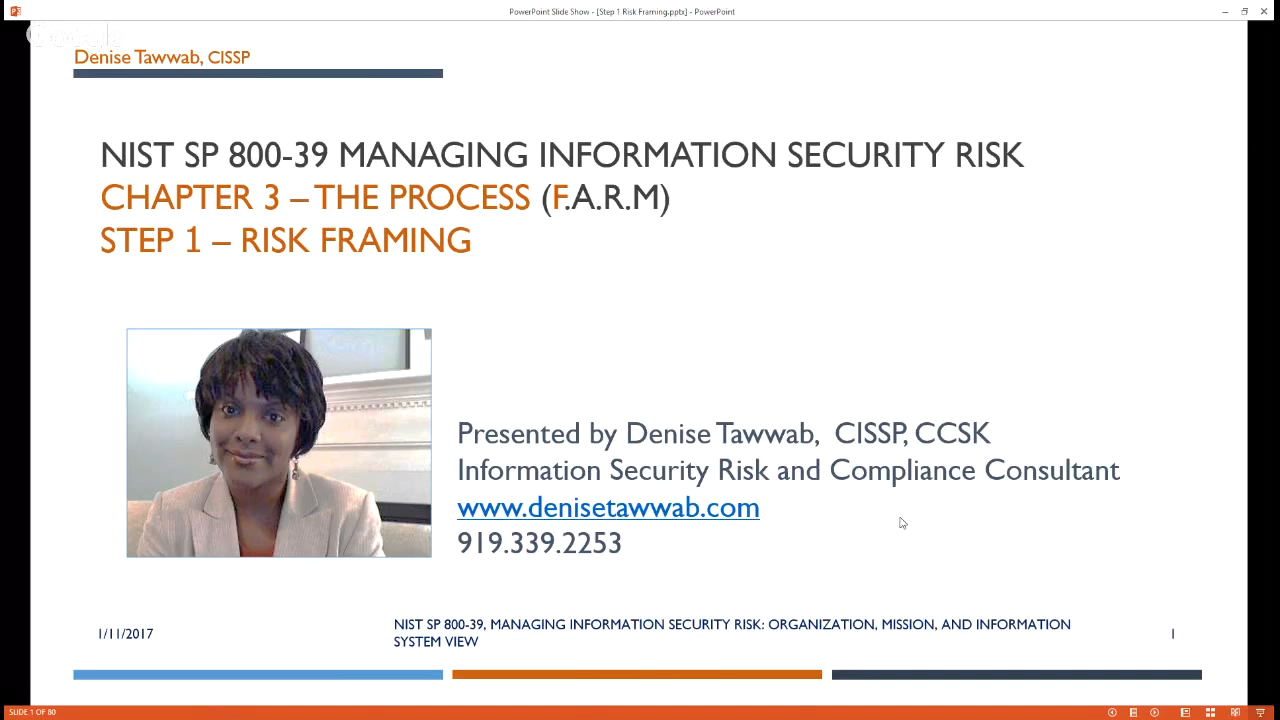 PowerPoint Slide Show - [Step 1 Risk Framing.pptx] - PowerPoint
Denise Tawwab, CISSP
NIST SP 800-39 MANAGING INFORMATION SECURITY RISK
CHAPTER 3 – THE PROCESS (F.A.R.M)
STEP 1 – RISK FRAMING
Presented by Denise Tawwab, CISSP, CCSK
Information Security Risk and Compliance Consultant
www.denisetawwab.com
919.339.2253
1/11/2017
NIST SP 800-39, MANAGING INFORMATION SECURITY RISK: ORGANIZATION, MISSION, AND INFORMATION
SYSTEM VIEW
1
SLIDE 1 OF 80